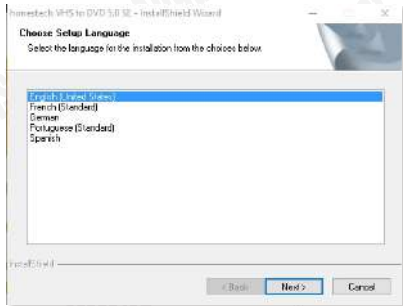 honestech VHS to DVD 5.0 SE - InstallShield Wizard
Choose Setup Language
Select the language for the installation from the choices below.
English (United States)
French (Standard)
German
Portuguese (Standard)
Spanish
InstallShield
< Back
Next >
Cancel